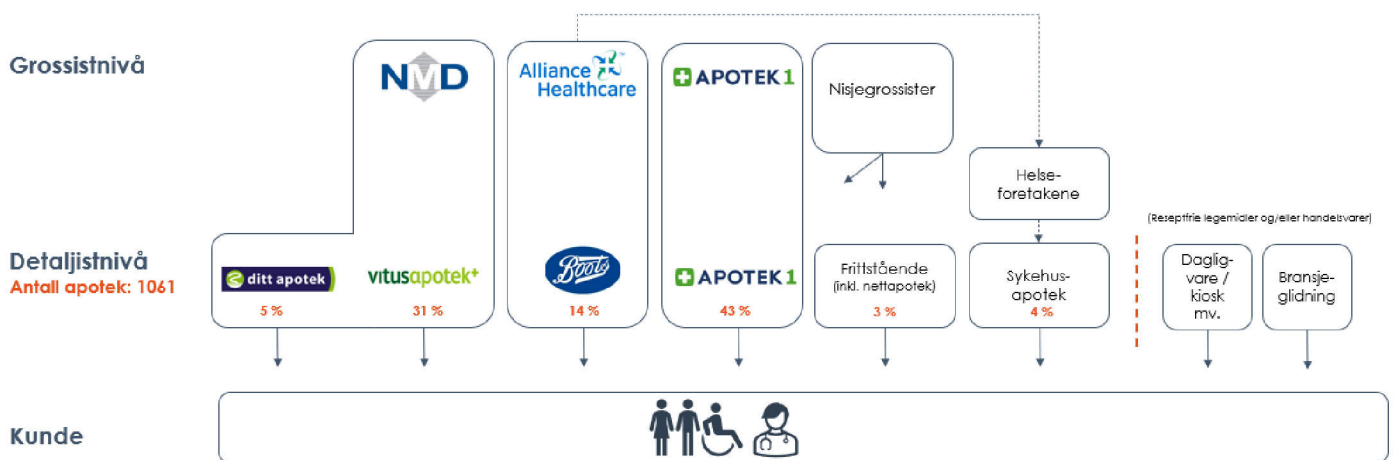 Grossistnivå
NMD
Alliance
Healthcare
APOTEK 1
Nisjegrossister
Helse-
foretakene
(Reseptfrie legemidler og/eller handelsvarer)
Detaljistnivå
Antall apotek: 1061
ditt apotek
5 %
vitusapotek+
31 %
Boots
14 %
APOTEK 1
43 %
Frittstående
(inkl. nettapotek)
3 %
Sykehus-
apotek
4 %
Daglig-
vare /
kiosk
mv.
Bransje-
glidning
Kunde